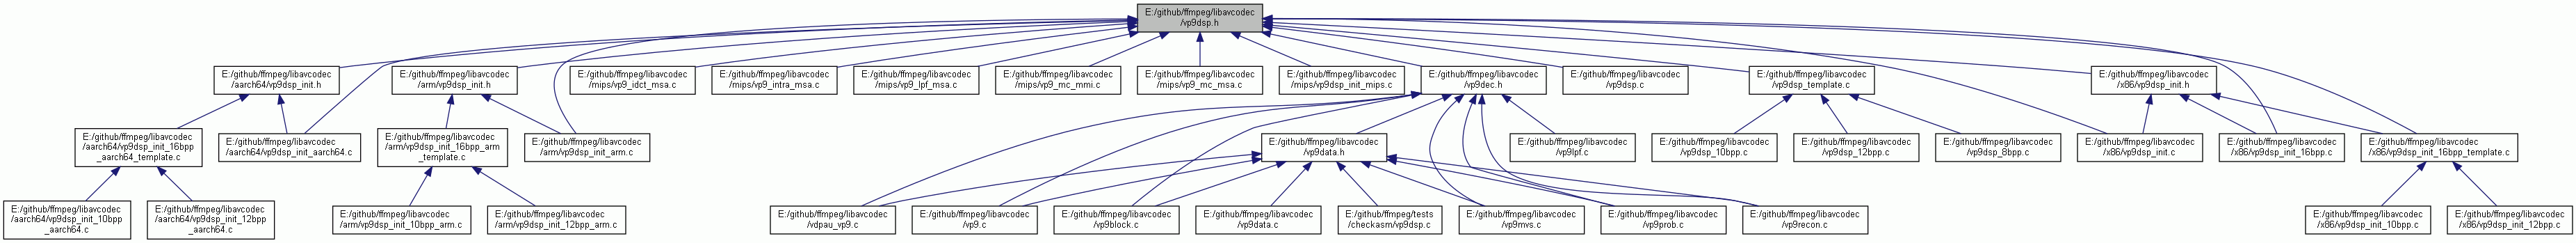 E:/github/ffmpeg/libavcodec
/vp9dsp.h
E:/github/ffmpeg/libavcodec
/aarch64/vp9dsp_init.h
E:/github/ffmpeg/libavcodec
/arm/vp9dsp_init.h
E:/github/ffmpeg/libavcodec
/mips/vp9_idct_msa.c
E:/github/ffmpeg/libavcodec
/mips/vp9_intra_msa.c
E:/github/ffmpeg/libavcodec
/mips/vp9_lpf_msa.c
E:/github/ffmpeg/libavcodec
/mips/vp9_mc_mmi.c
E:/github/ffmpeg/libavcodec
/mips/vp9_mc_msa.c
E:/github/ffmpeg/libavcodec
/mips/vp9dsp_init_mips.c
E:/github/ffmpeg/libavcodec
/vp9dec.h
E:/github/ffmpeg/libavcodec
/vp9dsp.c
E:/github/ffmpeg/libavcodec
/vp9dsp_template.c
E:/github/ffmpeg/libavcodec
/x86/vp9dsp_init.h
E:/github/ffmpeg/libavcodec
/aarch64/vp9dsp_init_16bpp
_aarch64_template.c
E:/github/ffmpeg/libavcodec
/aarch64/vp9dsp_init_aarch64.c
E:/github/ffmpeg/libavcodec
/arm/vp9dsp_init_16bpp_arm
_template.c
E:/github/ffmpeg/libavcodec
/arm/vp9dsp_init_arm.c
E:/github/ffmpeg/libavcodec
/vp9data.h
E:/github/ffmpeg/libavcodec
/vp9lpf.c
E:/github/ffmpeg/libavcodec
/vp9dsp_10bpp.c
E:/github/ffmpeg/libavcodec
/vp9dsp_12bpp.c
E:/github/ffmpeg/libavcodec
/vp9dsp_8bpp.c
E:/github/ffmpeg/libavcodec
/x86/vp9dsp_init.c
E:/github/ffmpeg/libavcodec
/x86/vp9dsp_init_16bpp.c
E:/github/ffmpeg/libavcodec
/x86/vp9dsp_init_16bpp_template.c
E:/github/ffmpeg/libavcodec
/aarch64/vp9dsp_init_10bpp
_aarch64.c
E:/github/ffmpeg/libavcodec
/aarch64/vp9dsp_init_12bpp
_aarch64.c
E:/github/ffmpeg/libavcodec
/arm/vp9dsp_init_10bpp_arm.c
E:/github/ffmpeg/libavcodec
/arm/vp9dsp_init_12bpp_arm.c
E:/github/ffmpeg/libavcodec
/vdpau_vp9.c
E:/github/ffmpeg/libavcodec
/vp9.c
E:/github/ffmpeg/libavcodec
/vp9block.c
E:/github/ffmpeg/libavcodec
/vp9data.c
E:/github/ffmpeg/tests
/checkasm/vp9dsp.c
E:/github/ffmpeg/libavcodec
/vp9mvs.c
E:/github/ffmpeg/libavcodec
/vp9prob.c
E:/github/ffmpeg/libavcodec
/vp9recon.c
E:/github/ffmpeg/libavcodec
/x86/vp9dsp_init_10bpp.c
E:/github/ffmpeg/libavcodec
/x86/vp9dsp_init_12bpp.c